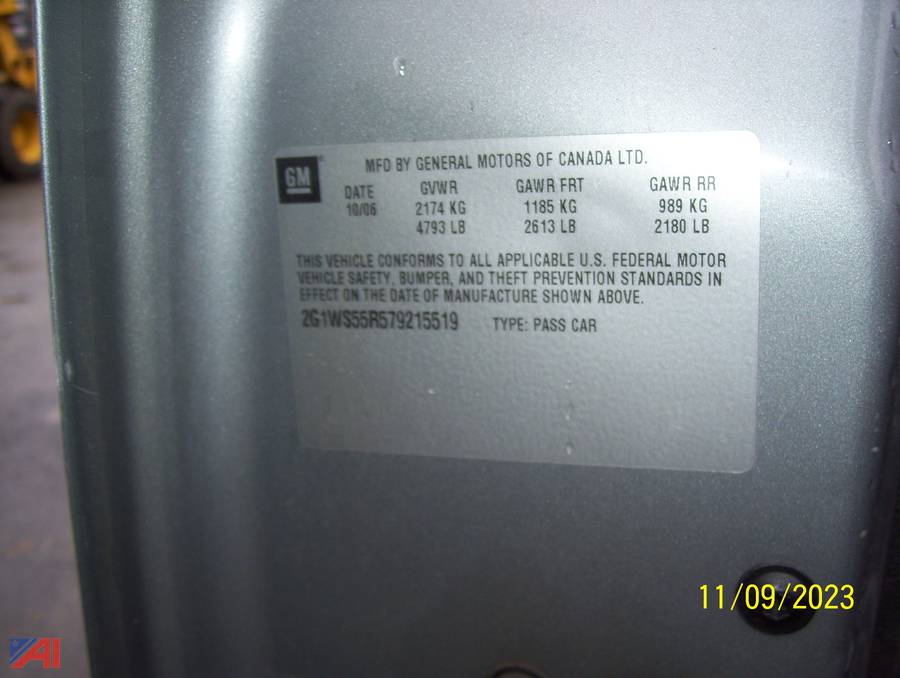 GM
MFD BY GENERAL MOTORS OF CANADA LTD.
DATE GVWR GAWR FRT GAWR RR
10/06 2174 KG 1185 KG 989 KG
4793 LB 2613 LB 2180 LB
THIS VEHICLE CONFORMS TO ALL APPLICABLE U.S. FEDERAL MOTOR
VEHICLE SAFETY, BUMPER, AND THEFT PREVENTION STANDARDS IN
EFFECT ON THE DATE OF MANUFACTURE SHOWN ABOVE.
2G1WS55R579215519 TYPE: PASS CAR
11/09/2023
AI